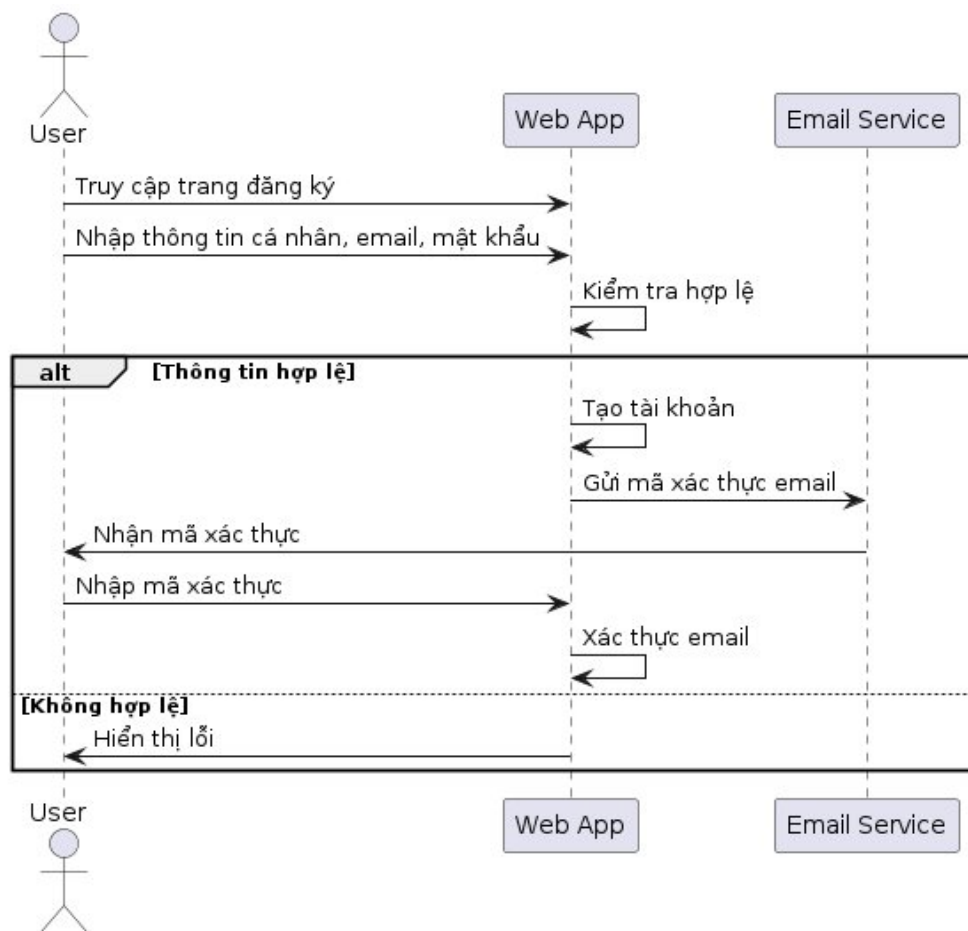 User
Web App
Email Service
Truy cập trang đăng ký
Nhập thông tin cá nhân, email, mật khẩu
Kiểm tra hợp lệ
alt
[Thông tin hợp lệ]
Tạo tài khoản
Gửi mã xác thực email
Nhận mã xác thực
Nhập mã xác thực
Xác thực email
[Không hợp lệ]
Hiển thị lỗi
User
Web App
Email Service